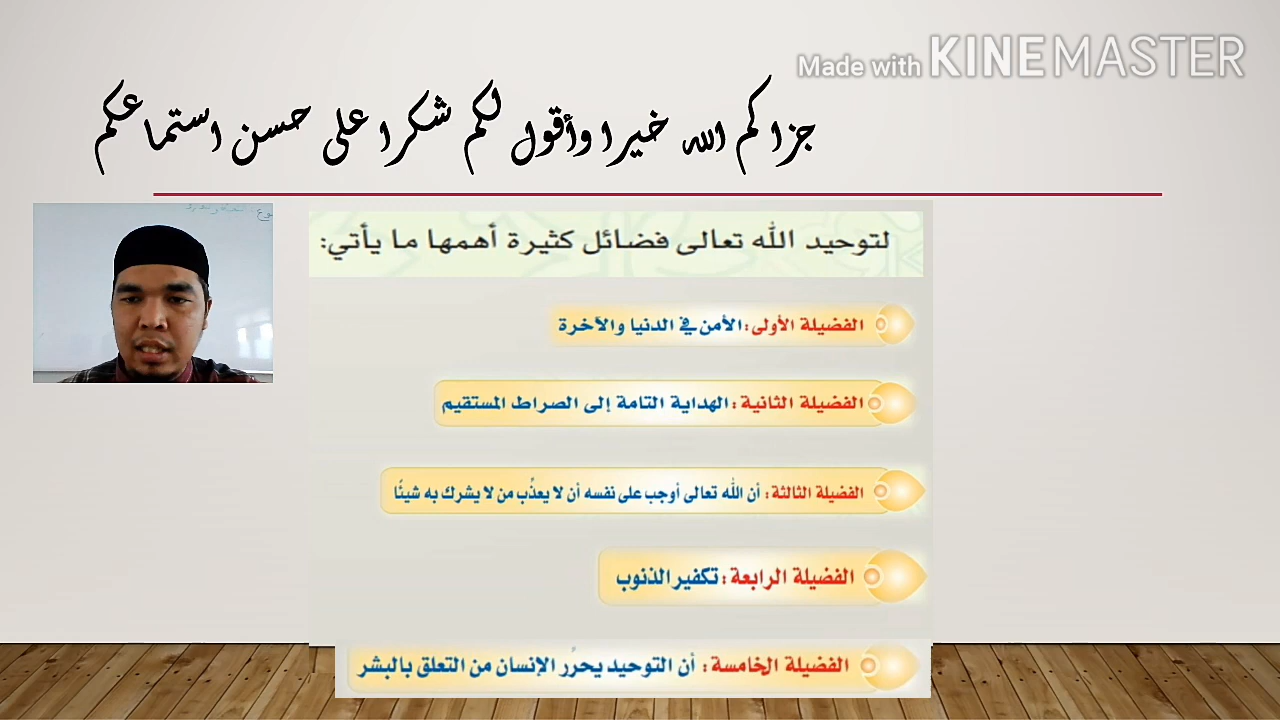 Made with KINEMASTER
جزاكم الله خيرا وأقول لكم شكرا على حسن استماعكم
لتوحيد الله تعالى فضائل كثيرة أهمها ما يأتي:
الفضيلة الأولى: الأمن في الدنيا والآخرة
الفضيلة الثانية: الهداية التامة إلى الصراط المستقيم
الفضيلة الثالثة: أن الله تعالى أوجب على نفسه أن لا يعذِّب من لا يشرك به شيئًا
الفضيلة الرابعة: تكفير الذنوب
الفضيلة الخامسة: أن التوحيد يحرِّر الإنسان من التعلق بالبشر